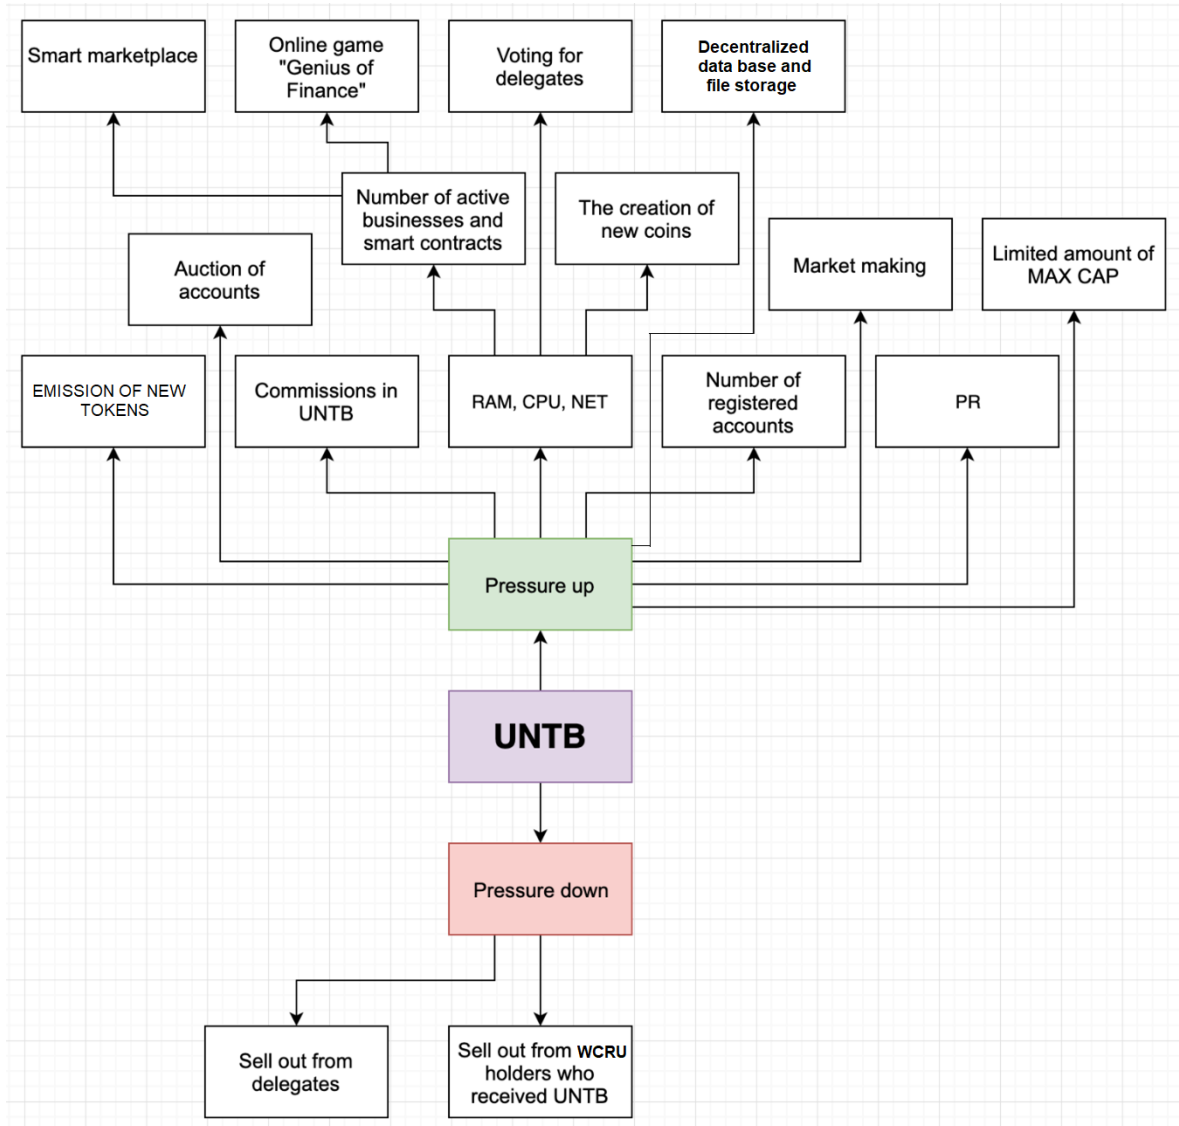 Smart marketplace
Online game
"Genius of
Finance"
Voting for
delegates
Decentralized
data base and
file storage
Number of active
businesses and
smart contracts
The creation of
new coins
Auction of
accounts
Market making
Limited amount of
MAX CAP
EMISSION OF NEW
TOKENS
Commissions in
UNTB
RAM, CPU, NET
Number of
registered
accounts
PR
Pressure up
UNTB
Pressure down
Sell out from
delegates
Sell out from WCRU
holders who
received UNTB